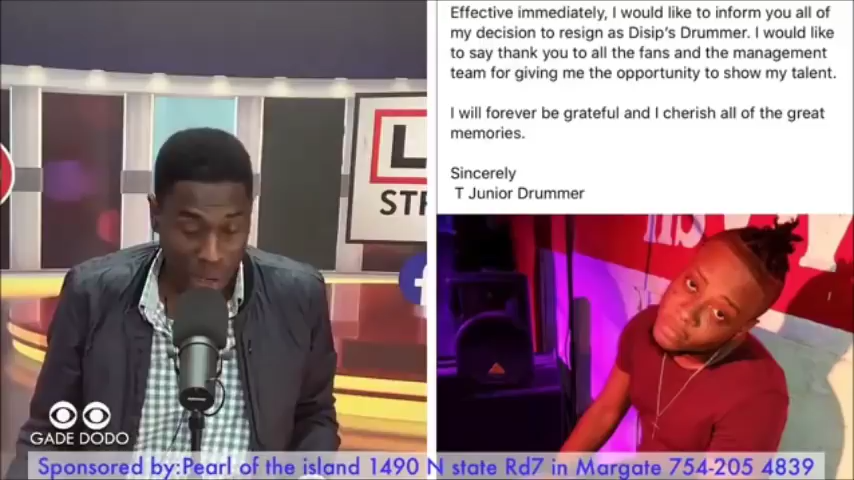 Effective immediately, I would like to inform you all of
my decision to resign as Disip's Drummer. I would like
to say thank you to all the fans and the management
team for giving me the opportunity to show my talent.
I will forever be grateful and I cherish all of the great
memories.
Sincerely
T Junior Drummer
L
STR
f
GADE DODO
Sponsored by:Pearl of the island 1490 N state Rd7 in Margate 754-205 4839